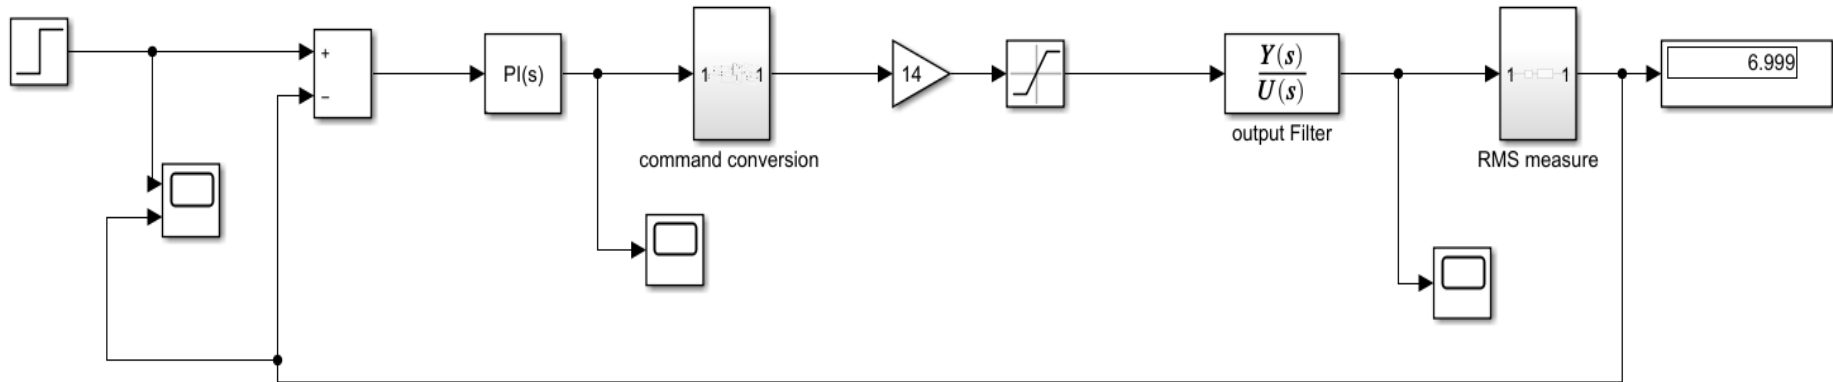 +
−
PI(s)
1
1
command conversion
14
Y(s)
U(s)
output Filter
1
1
RMS measure
6.999